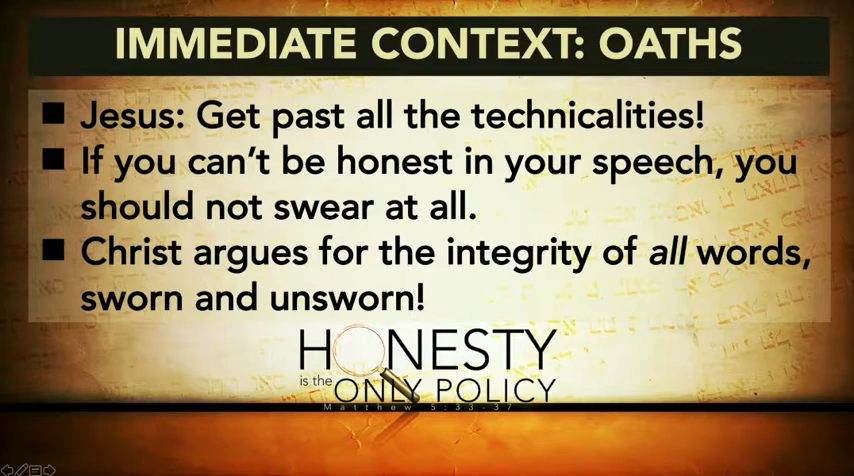 IMMEDIATE CONTEXT: OATHS
■ Jesus: Get past all the technicalities!
■ If you can't be honest in your speech, you
should not swear at all.
■ Christ argues for the integrity of all words,
sworn and unsworn!
HONESTY
is the ONLY POLICY
Matthew 5:33-37